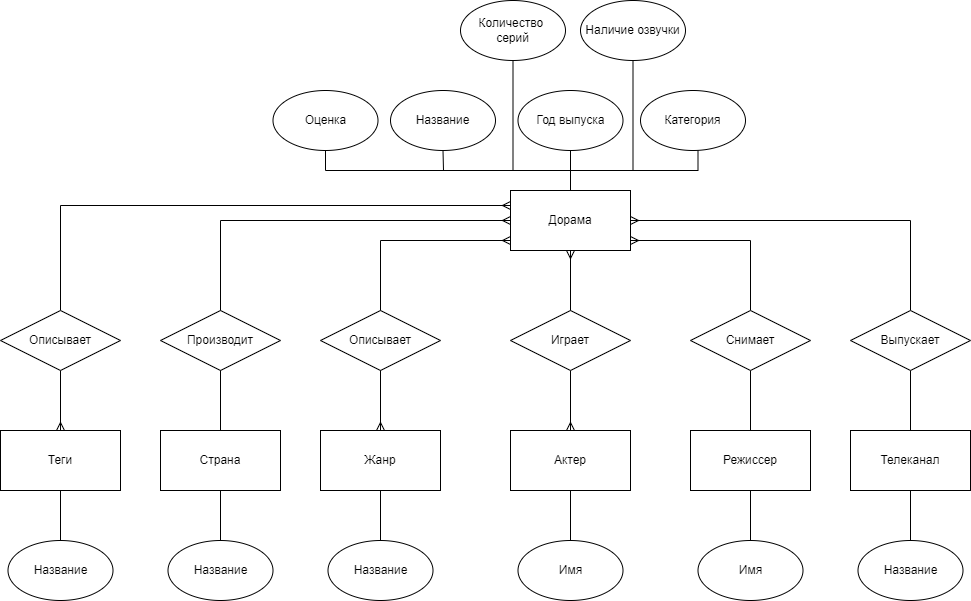 Количество
серий
Наличие озвучки
Оценка
Название
Год выпуска
Категория
Дорама
Описывает
Производит
Описывает
Играет
Снимает
Выпускает
Теги
Страна
Жанр
Актер
Режиссер
Телеканал
Название
Название
Название
Имя
Имя
Название